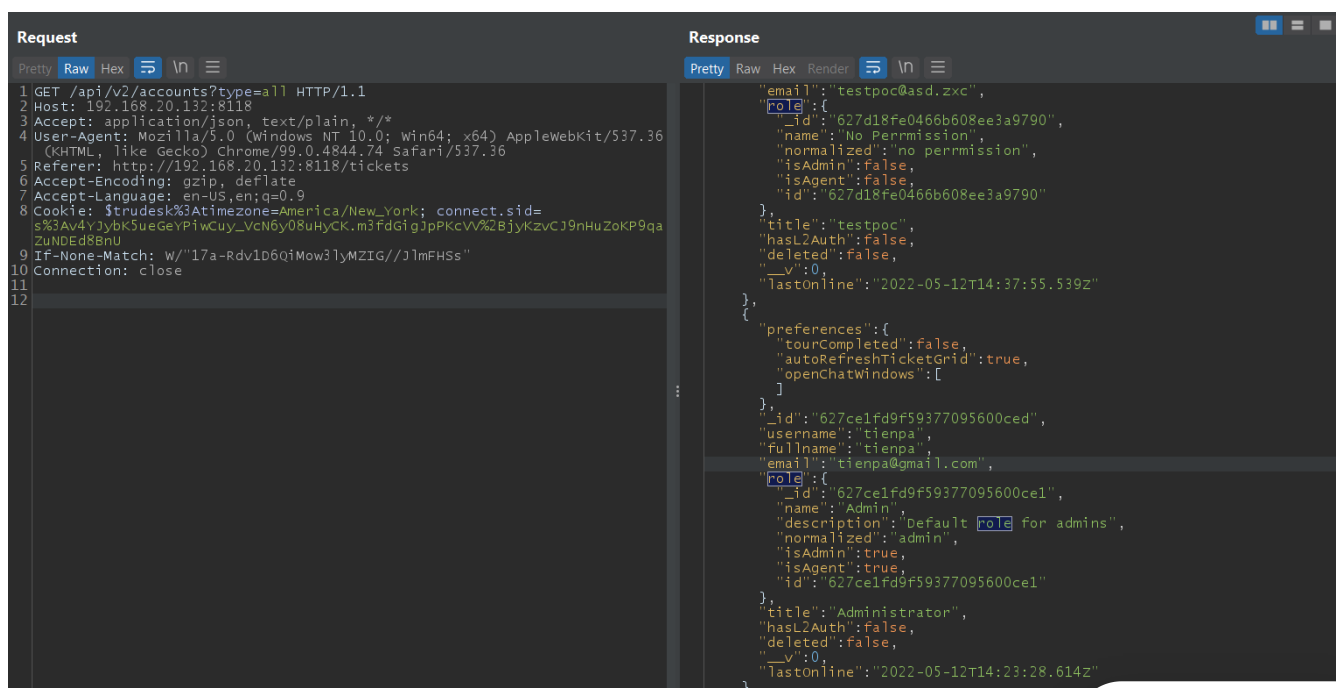 Request
Pretty Raw Hex \n
1 GET /api/v2/accounts?type=all HTTP/1.1
2 Host: 192.168.20.132:8118
3 Accept: application/json, text/plain, */*
4 User-Agent: Mozilla/5.0 (Windows NT 10.0; Win64; x64) AppleWebKit/537.36
(KHTML, like Gecko) Chrome/99.0.4844.74 Safari/537.36
5 Referer: http://192.168.20.132:8118/tickets
6 Accept-Encoding: gzip, deflate
7 Accept-Language: en-US,en;q=0.9
8 Cookie: $trudesk%3Atimezone=America/New_York; connect.sid=
s%3Av4YJybK5ueGeYPiwCuy_VcN6y08uHyCK.m3fdGigJpPKcVV%2BjyKzvCJ9nHuZoKP9qa
ZuNDEd8BnU
9 If-None-Match: W/"17a-Rdv1D6QiMow3lyMZIG//JlmFHSs"
10 Connection: close
11
12
Response
Pretty Raw Hex Render \n
"email":"testpoc@asd.zxc",
"role":{
"_id":"627d18fe0466b608ee3a9790",
"name":"No Perrmission",
"normalized":"no perrmission",
"isAdmin":false,
"isAgent":false,
"id":"627d18fe0466b608ee3a9790"
},
"title":"testpoc",
"hasL2Auth":false,
"deleted":false,
"__v":0,
"lastOnline":"2022-05-12T14:37:55.539Z"
},
{
"preferences":{
"tourCompleted":false,
"autoRefreshTicketGrid":true,
"openChatWindows":[
]
},
"_id":"627ce1fd9f59377095600ced",
"username":"tienpa",
"fullname":"tienpa",
"email":"tienpa@gmail.com",
"role":{
"_id":"627ce1fd9f59377095600ce1",
"name":"Admin",
"description":"Default role for admins",
"normalized":"admin",
"isAdmin":true,
"isAgent":true,
"id":"627ce1fd9f59377095600ce1"
},
"title":"Administrator",
"hasL2Auth":false,
"deleted":false,
"__v":0,
"lastOnline":"2022-05-12T14:23:28.614Z"
}